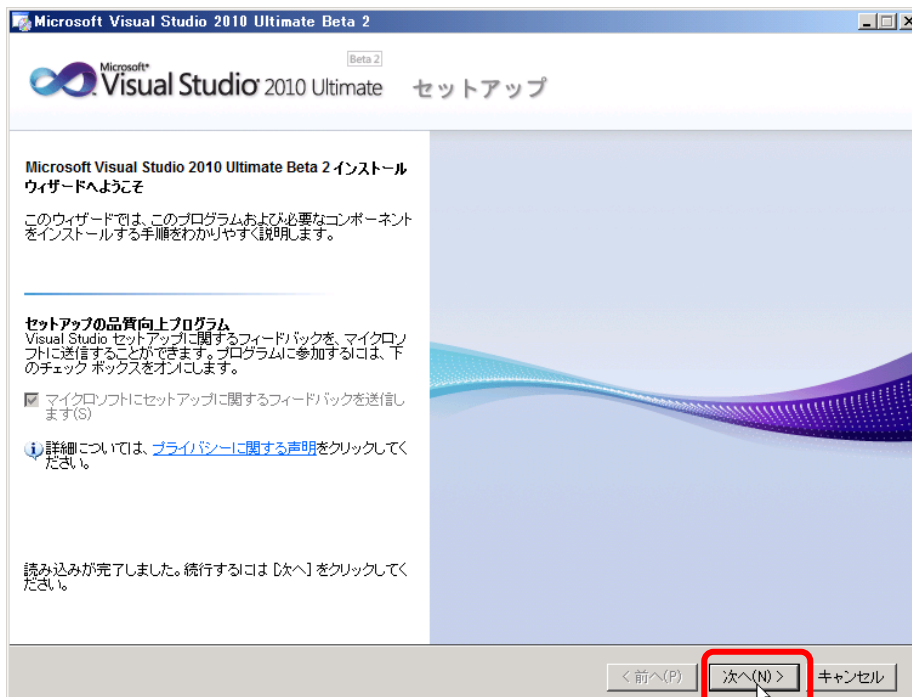 Microsoft Visual Studio 2010 Ultimate Beta 2
Beta 2
Microsoft®
Visual Studio® 2010 Ultimate セットアップ
Microsoft Visual Studio 2010 Ultimate Beta 2 インストール
ウィザードへようこそ
このウィザードでは、このプログラムおよび必要なコンポーネント
をインストールする手順をわかりやすく説明します。
セットアップの品質向上プログラム
Visual Studio セットアップに関するフィードバックを、マイクロソ
フトに送信することができます。プログラムに参加するには、下
のチェック ボックスをオンにします。
マイクロソフトにセットアップに関するフィードバックを送信し
ます(S)
詳細については、プライバシーに関する声明をクリックしてく
ださい。
読み込みが完了しました。続行するには [次へ] をクリックしてく
ださい。
< 前へ(P) 次へ(N) > キャンセル